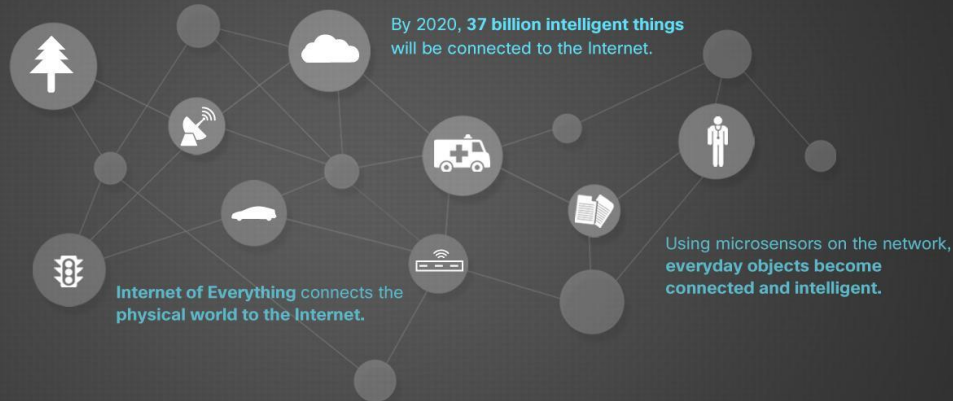 By 2020, 37 billion intelligent things
will be connected to the Internet.
Using microsensors on the network,
everyday objects become
connected and intelligent.
Internet of Everything connects the
physical world to the Internet.